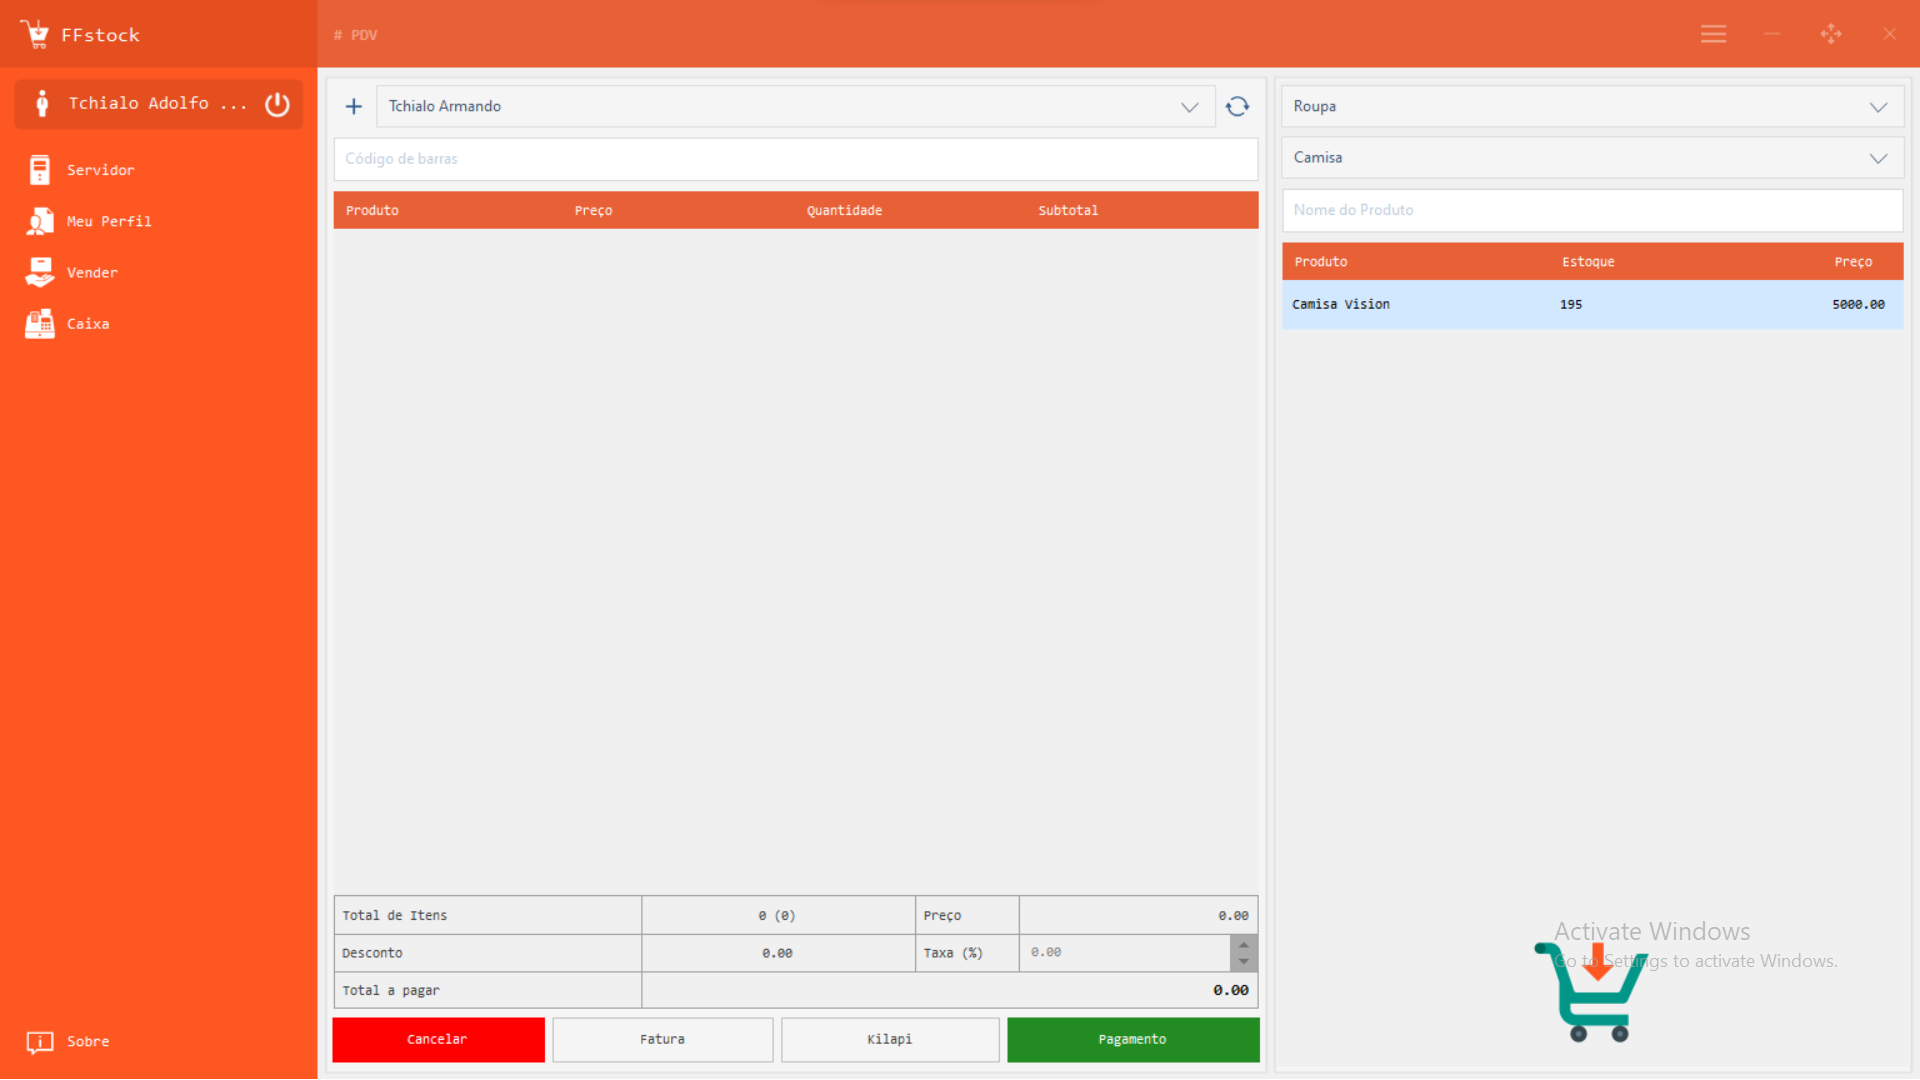 FFstock
# PDV
Tchialo Adolfo ...
Servidor
Meu Perfil
Vender
Caixa
Sobre
Tchialo Armando
Código de barras
Produto Preço Quantidade Subtotal
Total de Itens 0 (0) Preço 0.00
Desconto 0.00 Taxa (%) 0.00
Total a pagar 0.00
Cancelar Fatura Kilapi Pagamento
Roupa
Camisa
Nome do Produto
Produto Estoque Preço
Camisa Vision 195 5000.00
Activate Windows
Go to Settings to activate Windows.